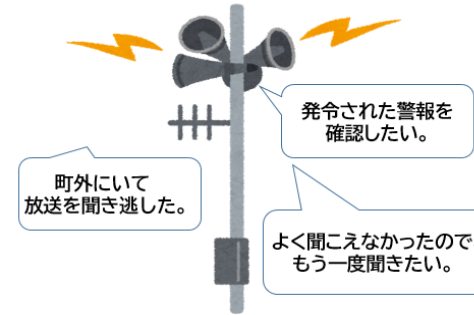 発令された警報を
確認したい。
町外にいて
放送を聞き逃した。
よく聞こえなかったので
もう一度聞きたい。